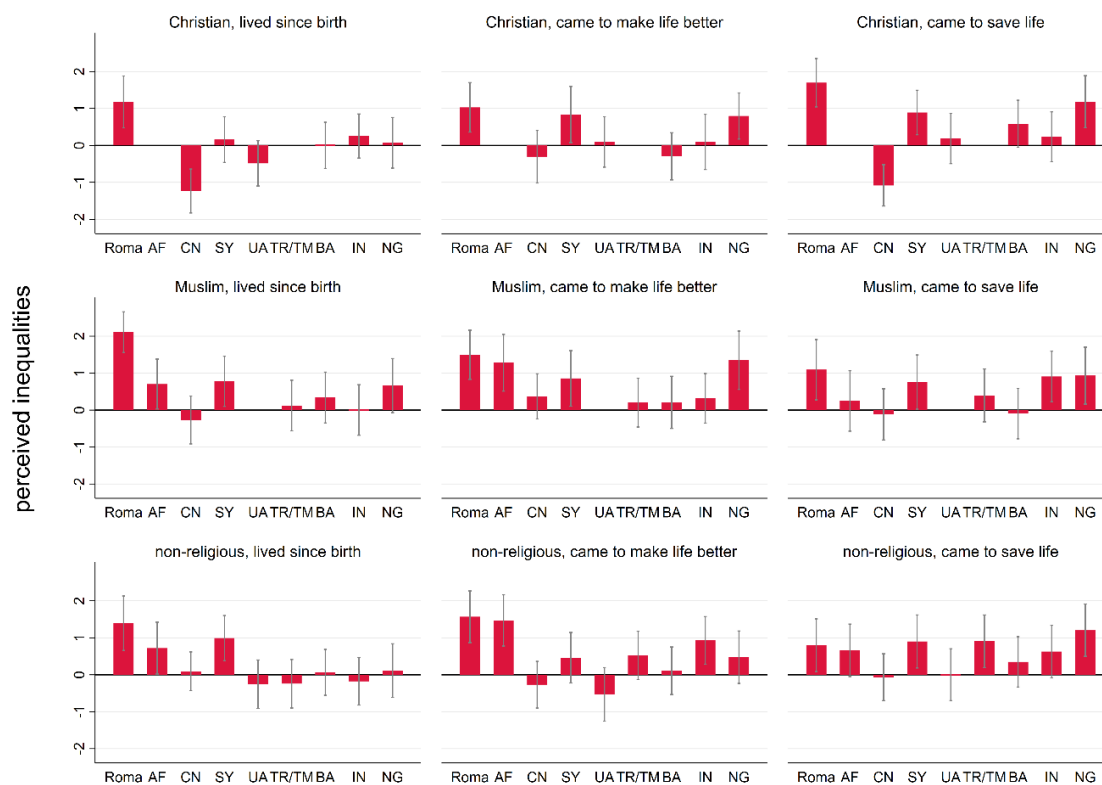 Christian, lived since birth
Christian, came to make life better
Christian, came to save life
2
1
0
-1
-2
Roma AF CN SY UA TR/TM BA IN NG
Roma AF CN SY UA TR/TM BA IN NG
Roma AF CN SY UA TR/TM BA IN NG
perceived inequalities
Muslim, lived since birth
Muslim, came to make life better
Muslim, came to save life
2
1
0
-1
-2
Roma AF CN SY UA TR/TM BA IN NG
Roma AF CN SY UA TR/TM BA IN NG
Roma AF CN SY UA TR/TM BA IN NG
non-religious, lived since birth
non-religious, came to make life better
non-religious, came to save life
2
1
0
-1
-2
Roma AF CN SY UA TR/TM BA IN NG
Roma AF CN SY UA TR/TM BA IN NG
Roma AF CN SY UA TR/TM BA IN NG